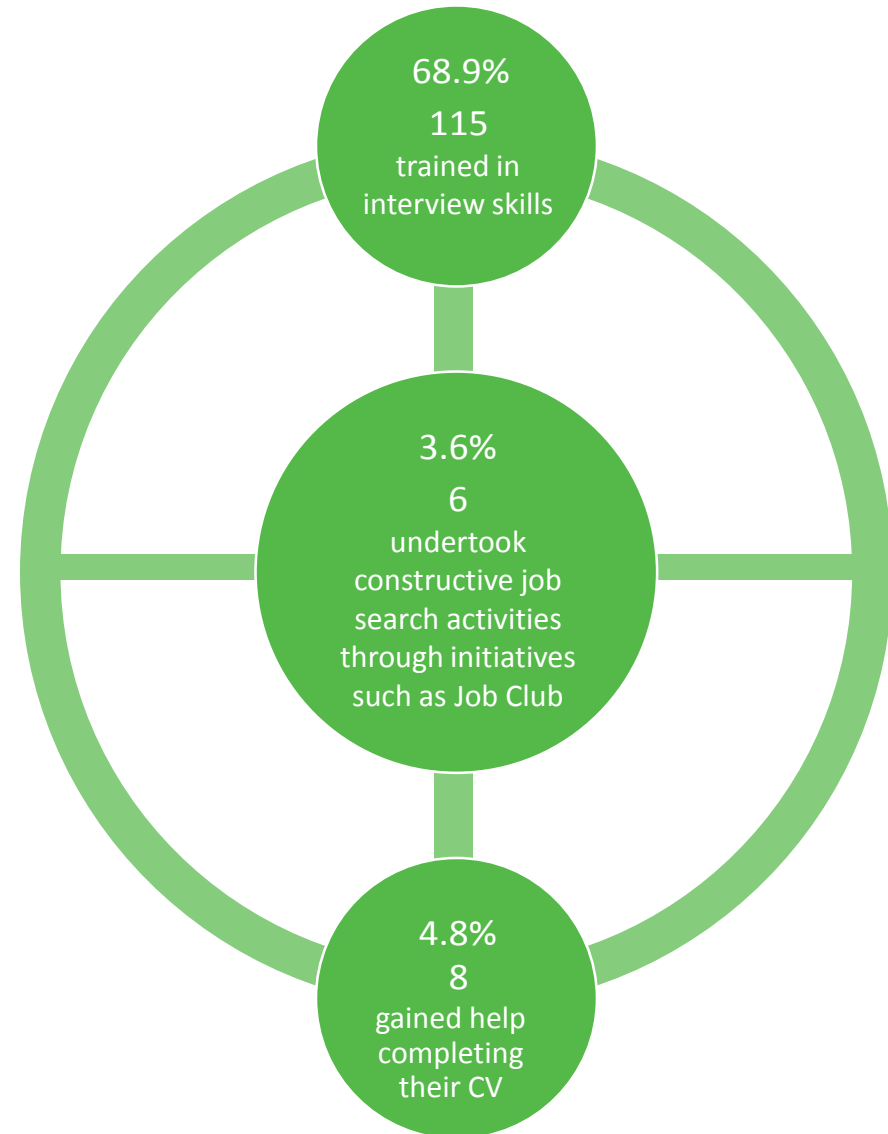 68.9%
115
trained in
interview skills
3.6%
6
undertook
constructive job
search activities
through initiatives
such as Job Club
4.8%
8
gained help
completing
their CV